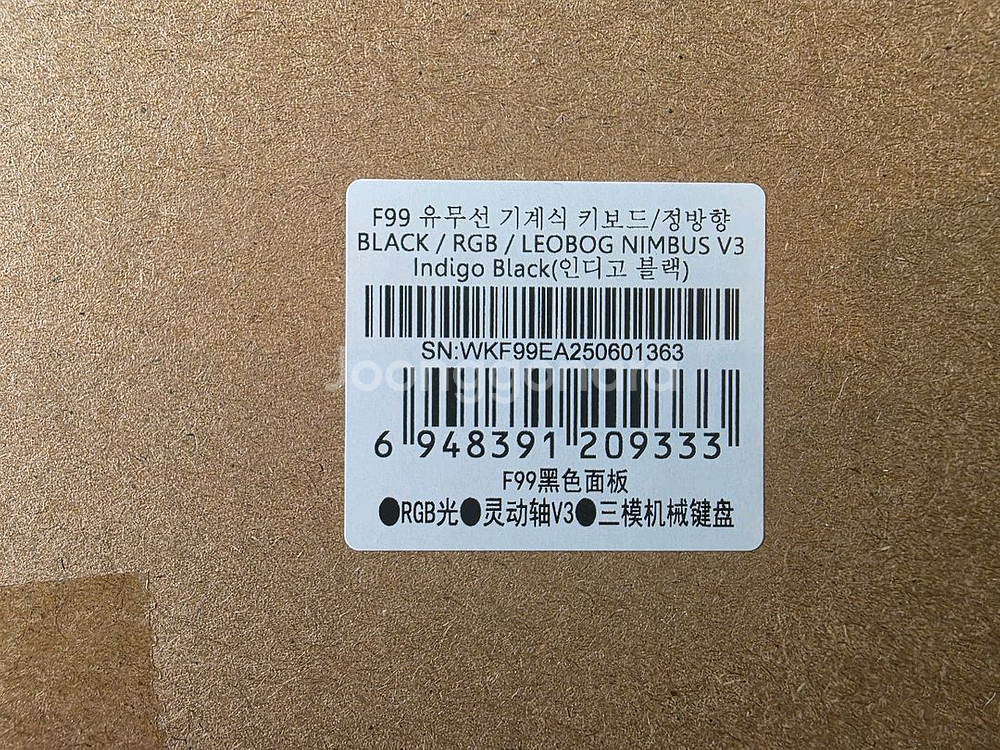 F99 유무선 기계식 키보드/정방향
BLACK / RGB / LEOBOG NIMBUS V3
Indigo Black(인디고 블랙)
SN:WKF99EA250601363
Joonggonara
6 948391 209333
F99黑色面板
●RGB光●灵动轴V3●三模机械键盘